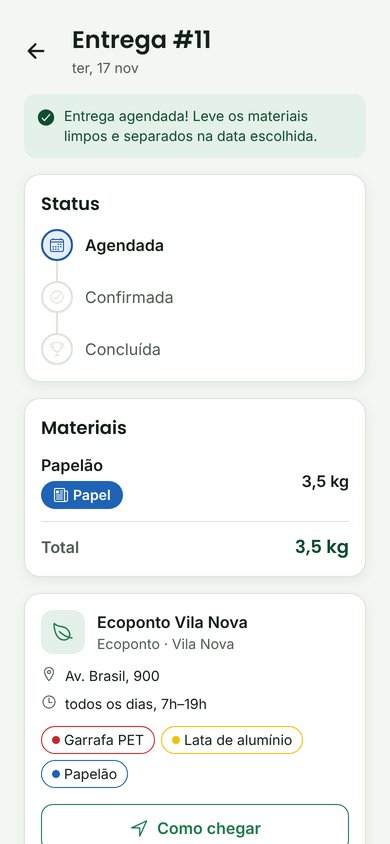 Entrega #11
ter, 17 nov
Entrega agendada! Leve os materiais
limpos e separados na data escolhida.
Status
Agendada
Confirmada
Concluída
Materiais
Papelão
Papel
3,5 kg
Total
3,5 kg
Ecoponto Vila Nova
Ecoponto · Vila Nova
Av. Brasil, 900
todos os dias, 7h–19h
Garrafa PET
Lata de alumínio
Papelão
Como chegar